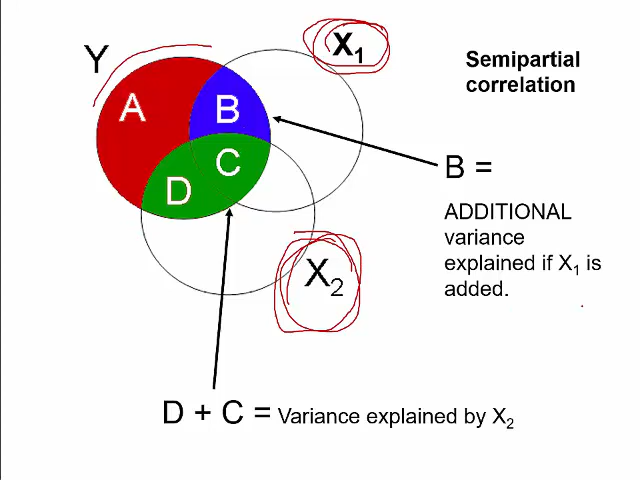 Y
X₁
Semipartial
correlation
A
B
C
D
B =
ADDITIONAL
variance
explained if X₁ is
added.
X₂
D + C = Variance explained by X₂